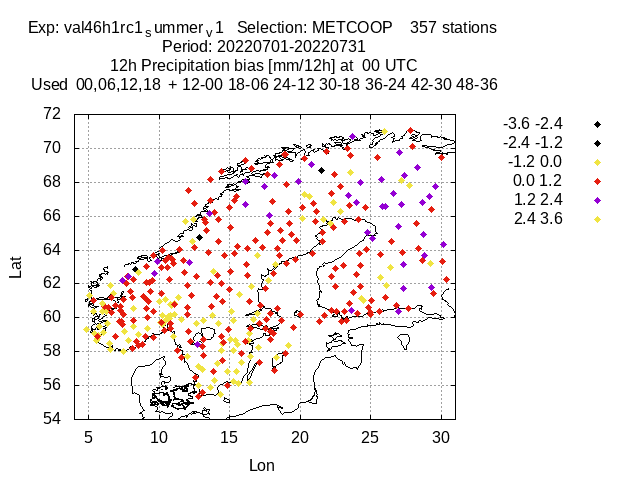 Exp: val46h1rc1summerv1 Selection: METCOOP 357 stations
Period: 20220701-20220731
12h Precipitation bias [mm/12h] at 00 UTC
Used 00,06,12,18 + 12-00 18-06 24-12 30-18 36-24 42-30 48-36
-3.6 -2.4
-2.4 -1.2
-1.2 0.0
0.0 1.2
1.2 2.4
2.4 3.6
72
70
68
66
64
62
60
58
56
54
Lat
5 10 15 20 25 30
Lon